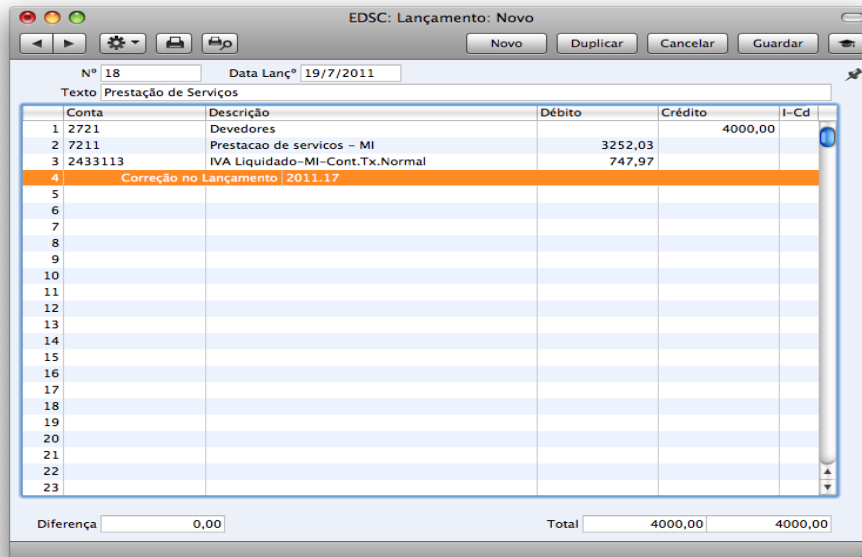 EDSC: Lançamento: Novo
Novo Duplicar Cancelar Guardar
Nº 18 Data Lançº 19/7/2011
Texto Prestação de Serviços
Conta Descrição Débito Crédito I-Cd
1 2721 Devedores 4000,00
2 7211 Prestacao de servicos - MI 3252,03
3 2433113 IVA Liquidado-MI-Cont.Tx.Normal 747,97
4 Correção no Lançamento 2011.17
5
6
7
8
9
10
11
12
13
14
15
16
17
18
19
20
21
22
23
Diferença 0,00 Total 4000,00 4000,00